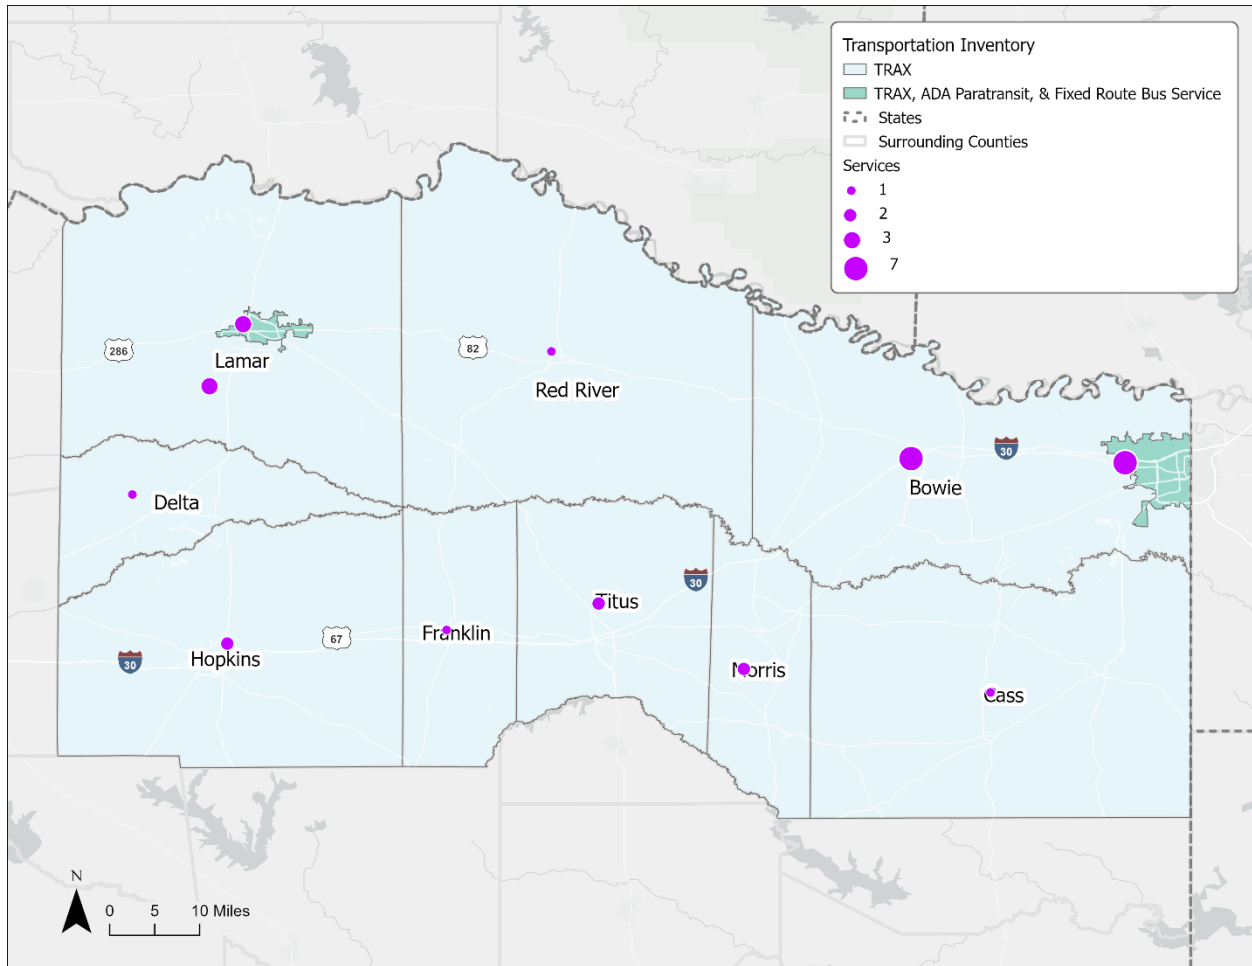 Transportation Inventory
TRAX
TRAX, ADA Paratransit, & Fixed Route Bus Service
States
Surrounding Counties
Services
1
2
3
7
286
Lamar
82
Red River
30
Bowie
Delta
30
Titus
Franklin
67
Hopkins
30
Morris
Cass
N
0 5 10 Miles